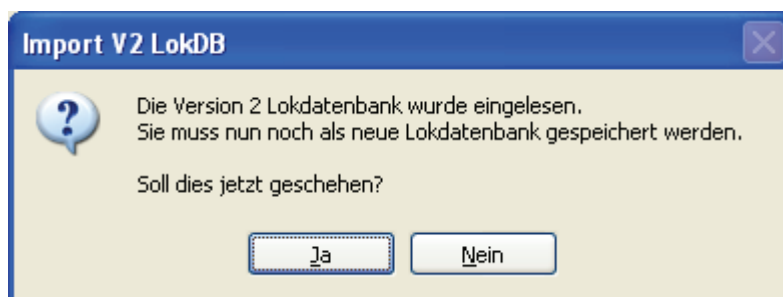 Import V2 LokDB
Die Version 2 Lokdatenbank wurde eingelesen.
Sie muss nun noch als neue Lokdatenbank gespeichert werden.
Soll dies jetzt geschehen?
Ja
Nein